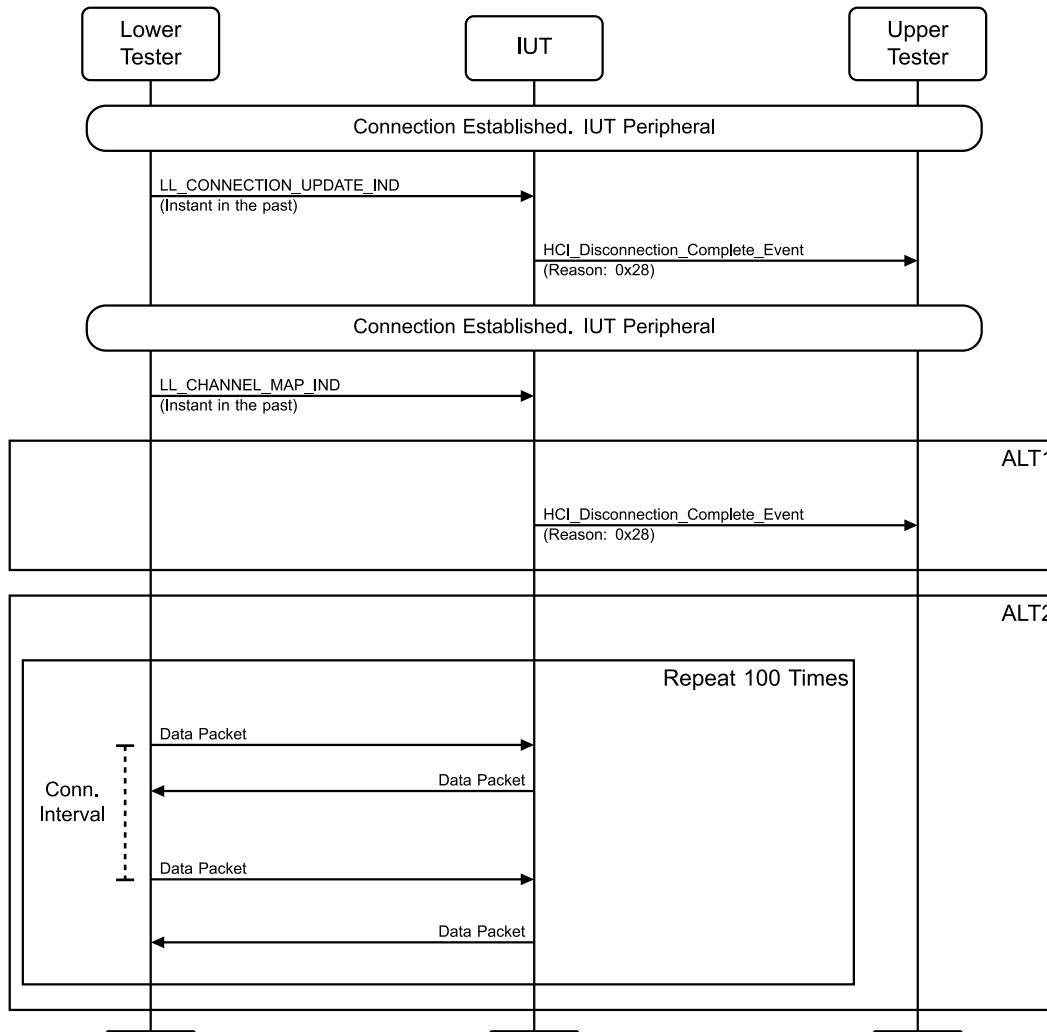 Lower
Tester
IUT
Upper
Tester
Connection Established. IUT Peripheral
LL_CONNECTION_UPDATE_IND
(Instant in the past)
HCI_Disconnection_Complete_Event
(Reason: 0x28)
Connection Established. IUT Peripheral
LL_CHANNEL_MAP_IND
(Instant in the past)
ALT1
HCI_Disconnection_Complete_Event
(Reason: 0x28)
ALT2
Repeat 100 Times
Data Packet
Data Packet
Conn.
Interval
Data Packet
Data Packet